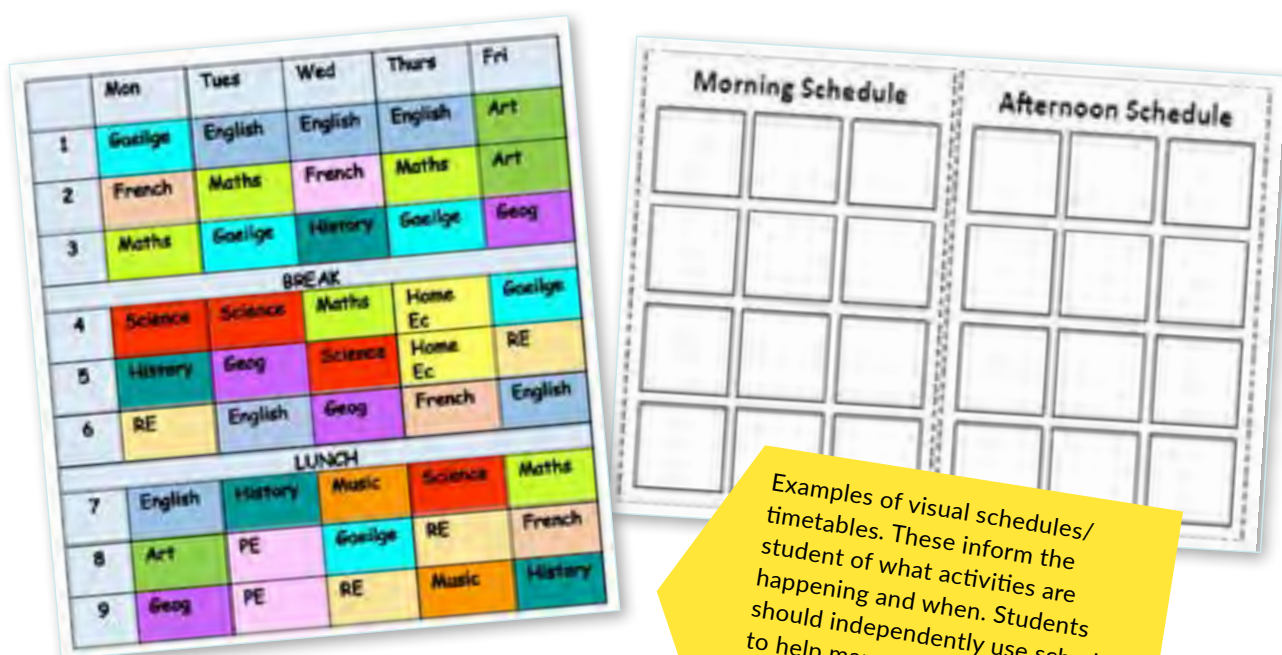 Mon Tues Wed Thurs Fri
1 Gaeilge English English English Art
2 French Maths French Maths Art
3 Maths Gaeilge History Gaeilge Geog
BREAK
4 Science Science Maths Home Ec Gaeilge
5 History Geog Science Home Ec RE
6 RE English Geog French English
LUNCH
7 English History Music Science Maths
8 Art PE Gaeilge RE French
9 Geog PE RE Music History
Morning Schedule
Afternoon Schedule
Examples of visual schedules/
timetables. These inform the
student of what activities are
happening and when. Students
should independently use
to help